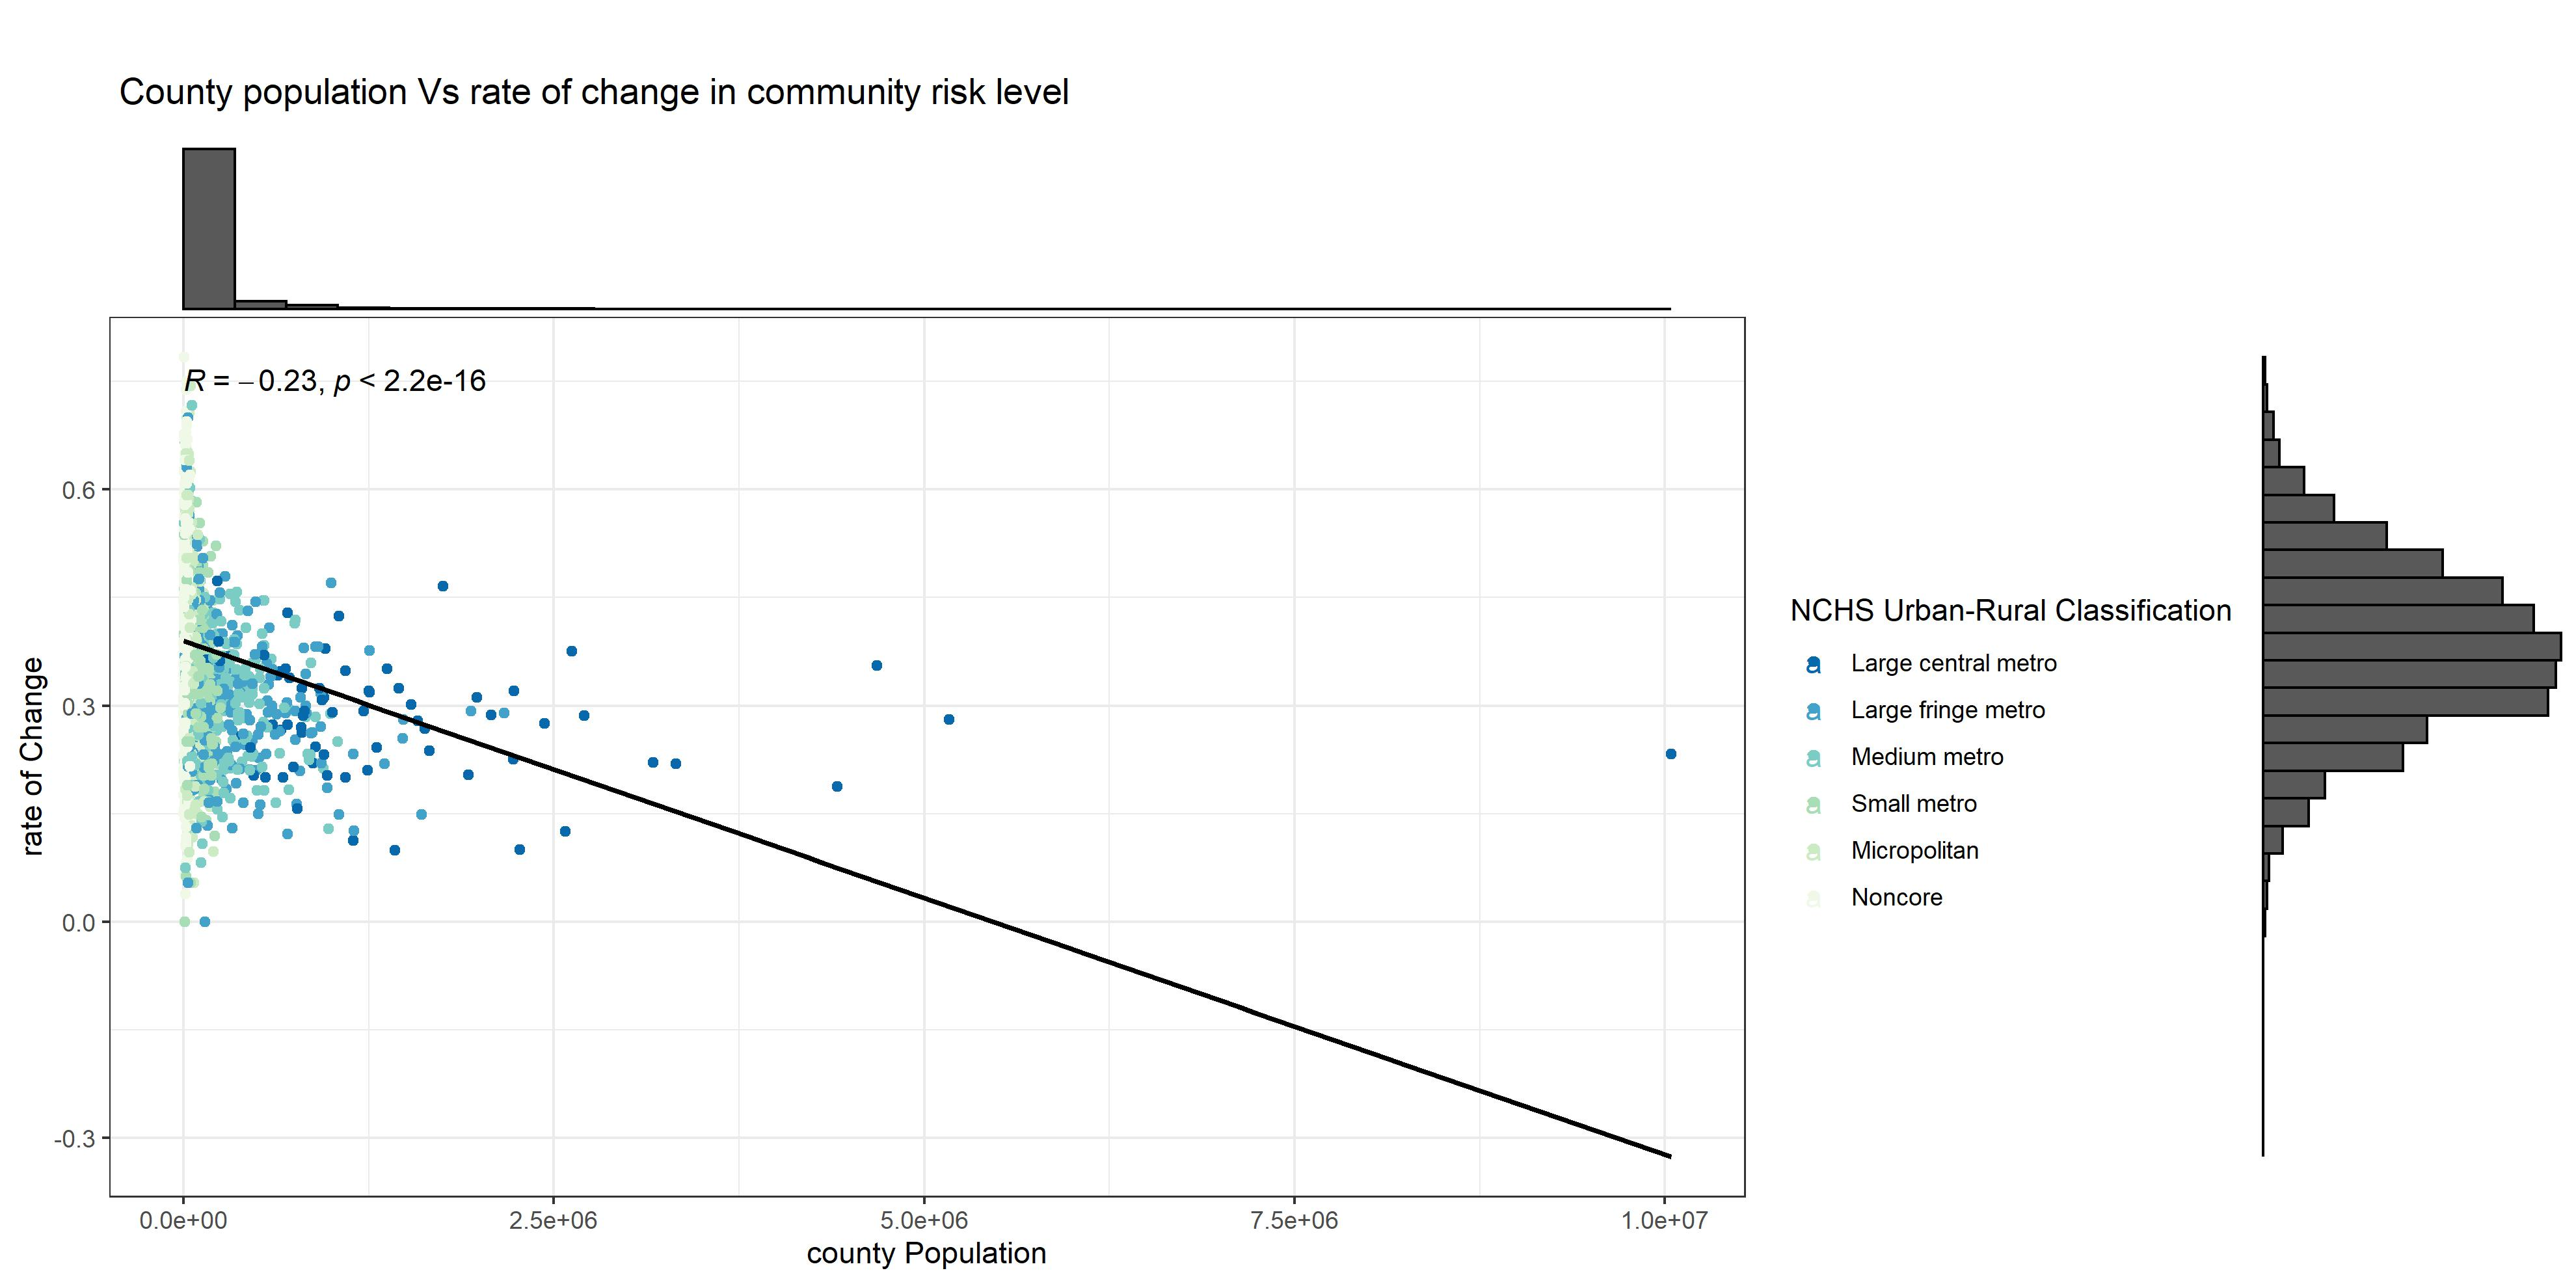 County population Vs rate of change in community risk level
R = −0.23, p < 2.2e-16
0.6
0.3
0.0
-0.3
rate of Change
0.0e+00
2.5e+06
5.0e+06
7.5e+06
1.0e+07
county Population
NCHS Urban-Rural Classification
a Large central metro
a Large fringe metro
a Medium metro
a Small metro
a Micropolitan
a Noncore